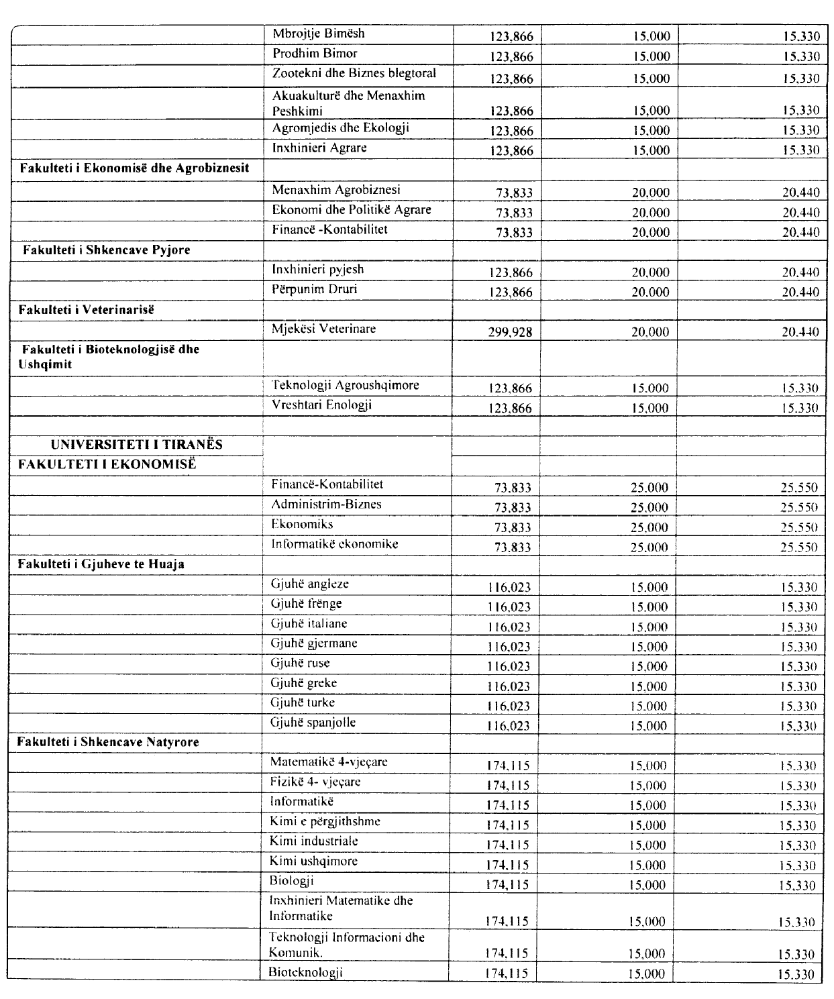 Mbrojtje Bimësh 123,866 15,000 15,330
Prodhim Bimor 123,866 15,000 15,330
Zootekni dhe Biznes blegtoral 123,866 15,000 15,330
Akuakulturë dhe Menaxhim
Peshkimi 123,866 15,000 15,330
Agromjedis dhe Ekologji 123,866 15,000 15,330
Inxhinieri Agrare 123,866 15,000 15,330
Fakulteti i Ekonomisë dhe Agrobiznesit
Menaxhim Agrobiznesi 73,833 20,000 20,440
Ekonomi dhe Politikë Agrare 73,833 20,000 20,440
Financë -Kontabilitet 73,833 20,000 20,440
Fakulteti i Shkencave Pyjore
Inxhinieri pyjesh 123,866 20,000 20,440
Përpunim Druri 123,866 20,000 20,440
Fakulteti i Veterinarisë
Mjekësi Veterinare 299,928 20,000 20,440
Fakulteti i Bioteknologjisë dhe
Ushqimit
Teknologji Agroushqimore 123,866 15,000 15,330
Vreshtari Enologji 123,866 15,000 15,330
UNIVERSITETI I TIRANËS
FAKULTETI I EKONOMISË
Financë-Kontabilitet 73,833 25,000 25,550
Administrim-Biznes 73,833 25,000 25,550
Ekonomiks 73,833 25,000 25,550
Informatikë ekonomike 73,833 25,000 25,550
Fakulteti i Gjuheve te Huaja
Gjuhë angleze 116,023 15,000 15,330
Gjuhë frënge 116,023 15,000 15,330
Gjuhë italiane 116,023 15,000 15,330
Gjuhë gjermane 116,023 15,000 15,330
Gjuhë ruse 116,023 15,000 15,330
Gjuhë greke 116,023 15,000 15,330
Gjuhë turke 116,023 15,000 15,330
Gjuhë spanjolle 116,023 15,000 15,330
Fakulteti i Shkencave Natyrore
Matematikë 4-vjeçare 174,115 15,000 15,330
Fizikë 4- vjeçare 174,115 15,000 15,330
Informatikë 174,115 15,000 15,330
Kimi e përgjithshme 174,115 15,000 15,330
Kimi industriale 174,115 15,000 15,330
Kimi ushqimore 174,115 15,000 15,330
Biologji 174,115 15,000 15,330
Inxhinieri Matematike dhe
Informatike 174,115 15,000 15,330
Teknologji Informacioni dhe
Komunik. 174,115 15,000 15,330
Bioteknologji 174,115 15,000 15,330